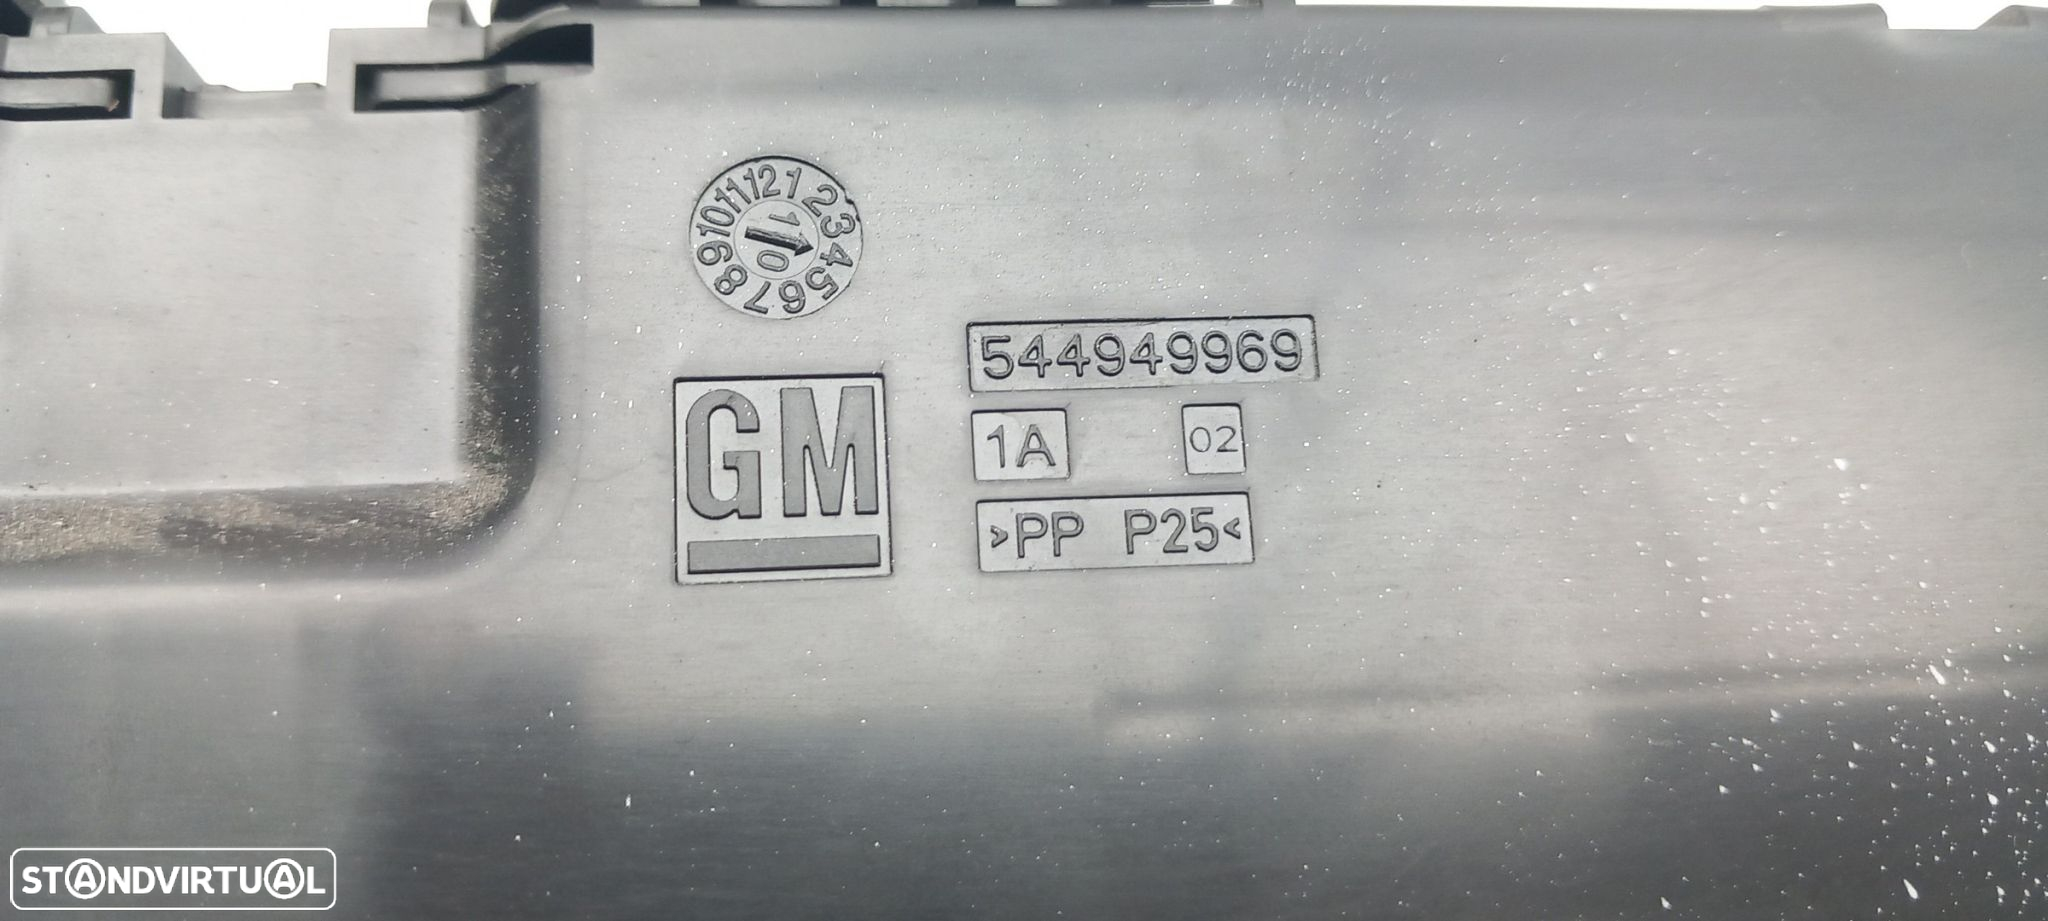 1 2 3 4 5 6 7 8 9 10 11 12
1 0
544949969
GM
1A 02
>PP P25<
STANDVIRTUAL